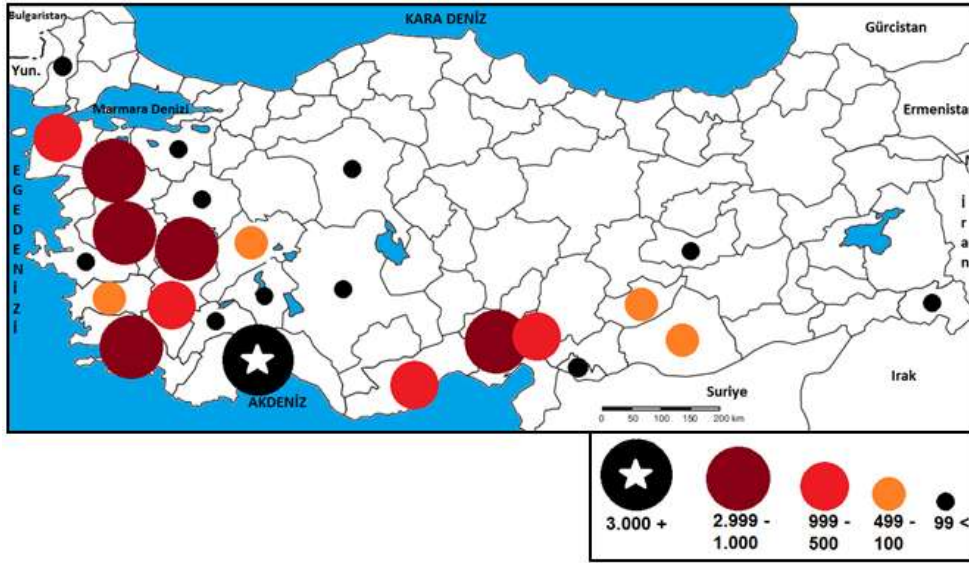 Bulgaristan
KARA DENİZ
Gürcistan
Yun.
Marmara Denizi
Ermenista
E
G
E
D
E
N
İ
Z
İ
İ
r
a
n
AKDENİZ
Suriye
Irak
0 50 100 150 200 km
3.000 +
2.999 -
1.000
999 -
500
499 -
100
99 <